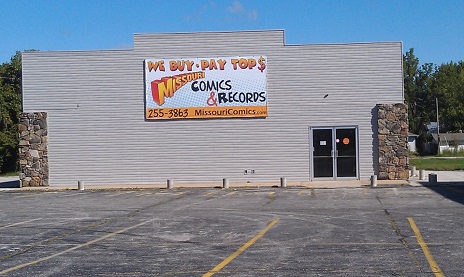 WE BUY - PAY TOP $
MISSOURI
COMICS
& RECORDS
255-3863 MISSOURICOMICS.COM